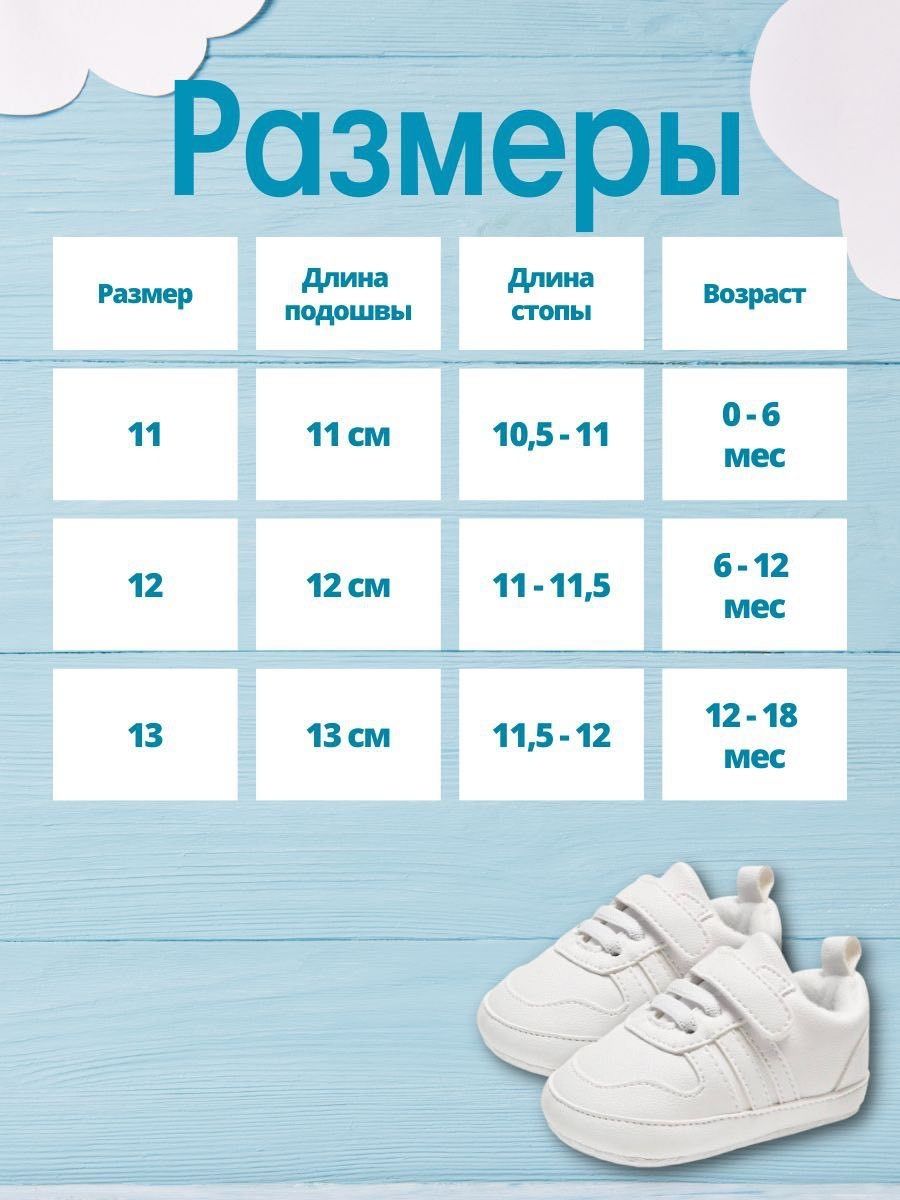 Размеры
Размер
Длина
подошвы
Длина
стопы
Возраст
11
11 см
10,5 - 11
0 - 6
мес
12
12 см
11 - 11,5
6 - 12
мес
13
13 см
11,5 - 12
12 - 18
мес